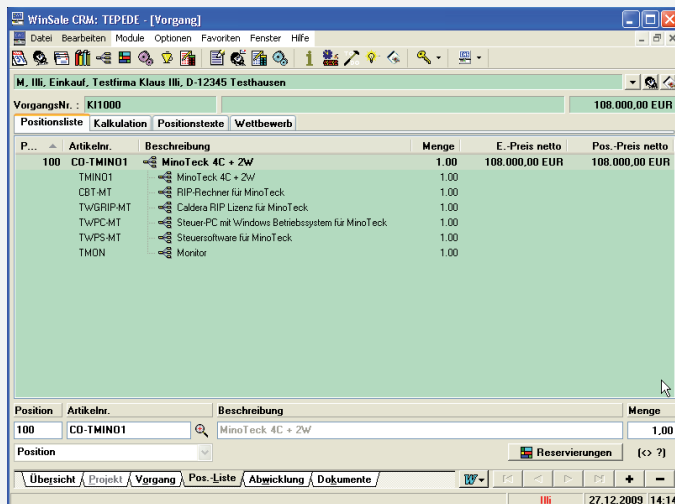 WinSale CRM: TEPEDE - [Vorgang]
Datei Bearbeiten Module Optionen Favoriten Fenster Hilfe
M, Illi, Einkauf, Testfirma Klaus Illi, D-12345 Testhausen
VorgangsNr. : KI1000 108.000,00 EUR
Positionsliste Kalkulation Positionstexte Wettbewerb
P... Artikelnr. Beschreibung Menge E.-Preis netto Pos.-Preis netto
100 CO-TMINO1 MinoTeck 4C + 2W 1.00 108.000,00 EUR 108.000,00 EUR
TMINO1 MinoTeck 4C + 2W 1.00
CBT-MT RIP-Rechner für MinoTeck 1.00
TWGRIP-MT Caldera RIP Lizenz für MinoTeck 1.00
TWPC-MT Steuer-PC mit Windows Betriebssystem für MinoTeck 1.00
TWPS-MT Steuersoftware für MinoTeck 1.00
TMON Monitor 1.00
Position Artikelnr. Beschreibung Menge
100 CO-TMINO1 MinoTeck 4C + 2W 1,00
Position Reservierungen (<> ?)
Übersicht Projekt Vorgang Pos.-Liste Abwicklung Dokumente W
Illi 27.12.2009 14:14